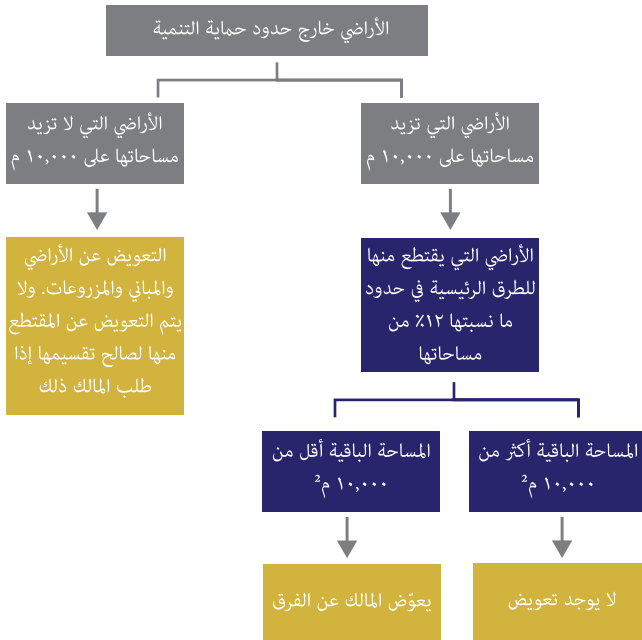 الأراضي خارج حدود حماية التنمية
الأراضي التي تزيد
مساحاتها على ١٠,٠٠٠ م
الأراضي التي لا تزيد
مساحاتها على ١٠,٠٠٠ م
الأراضي التي يقتطع منها
للطرق الرئيسية في حدود
ما نسبتها ١٢٪ من
مساحاتها
التعويض عن الأراضي
والمباني والمزروعات. ولا
يتم التعويض عن المقتطع
منها لصالح تقسيمها إذا
طلب المالك ذلك
المساحة الباقية أكثر من
١٠,٠٠٠ م²
المساحة الباقية أقل من
١٠,٠٠٠ م²
لا يوجد تعويض
يعوّض المالك عن الفرق